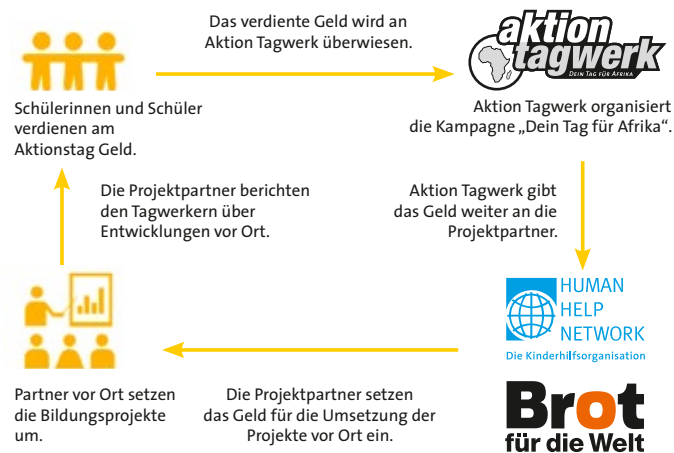 Das verdiente Geld wird an
Aktion Tagwerk überwiesen.
aktion
tagwerk
DEIN TAG FÜR AFRIKA
Schülerinnen und Schüler
verdienen am
Aktionstag Geld.
Aktion Tagwerk organisiert
die Kampagne „Dein Tag für Afrika“.
Die Projektpartner berichten
den Tagwerkern über
Entwicklungen vor Ort.
Aktion Tagwerk gibt
das Geld weiter an die
Projektpartner.
HUMAN
HELP
NETWORK
Die Kinderhilfsorganisation
Partner vor Ort setzen
die Bildungsprojekte
um.
Die Projektpartner setzen
das Geld für die Umsetzung der
Projekte vor Ort ein.
Brot
für die Welt